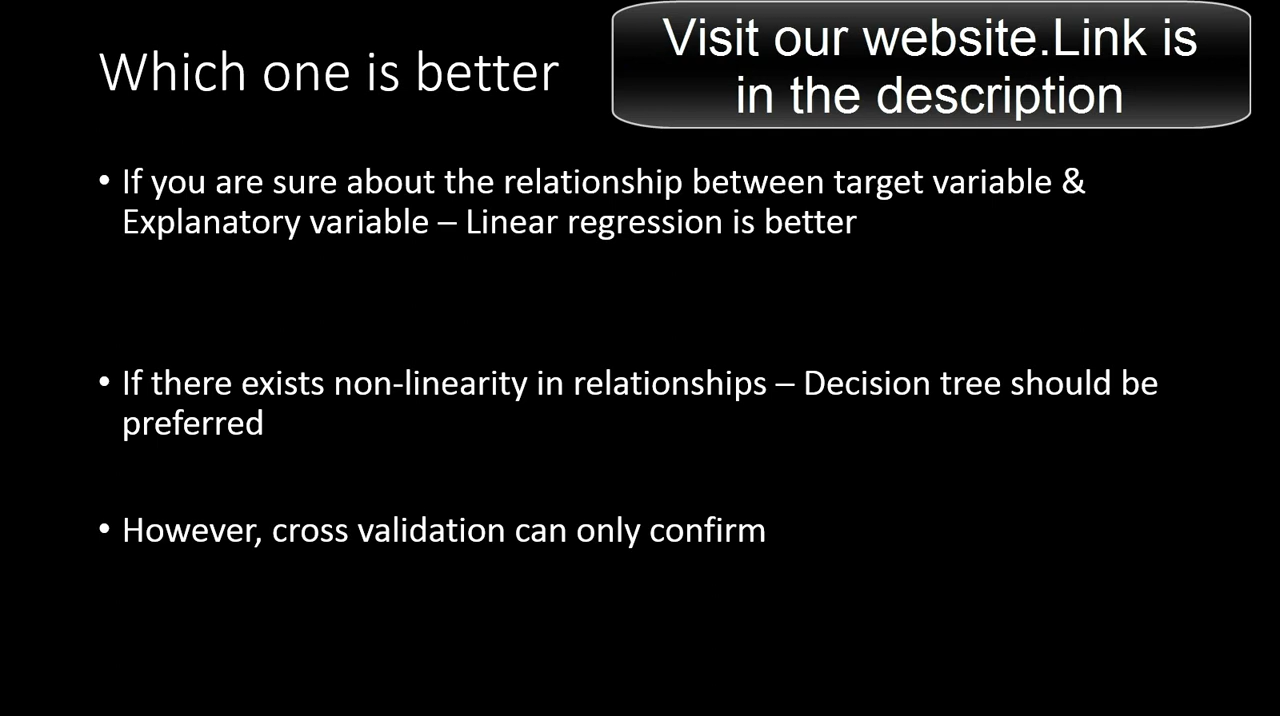 Which one is better
Visit our website.Link is
in the description
• If you are sure about the relationship between target variable &
Explanatory variable – Linear regression is better
• If there exists non-linearity in relationships – Decision tree should be
preferred
• However, cross validation can only confirm